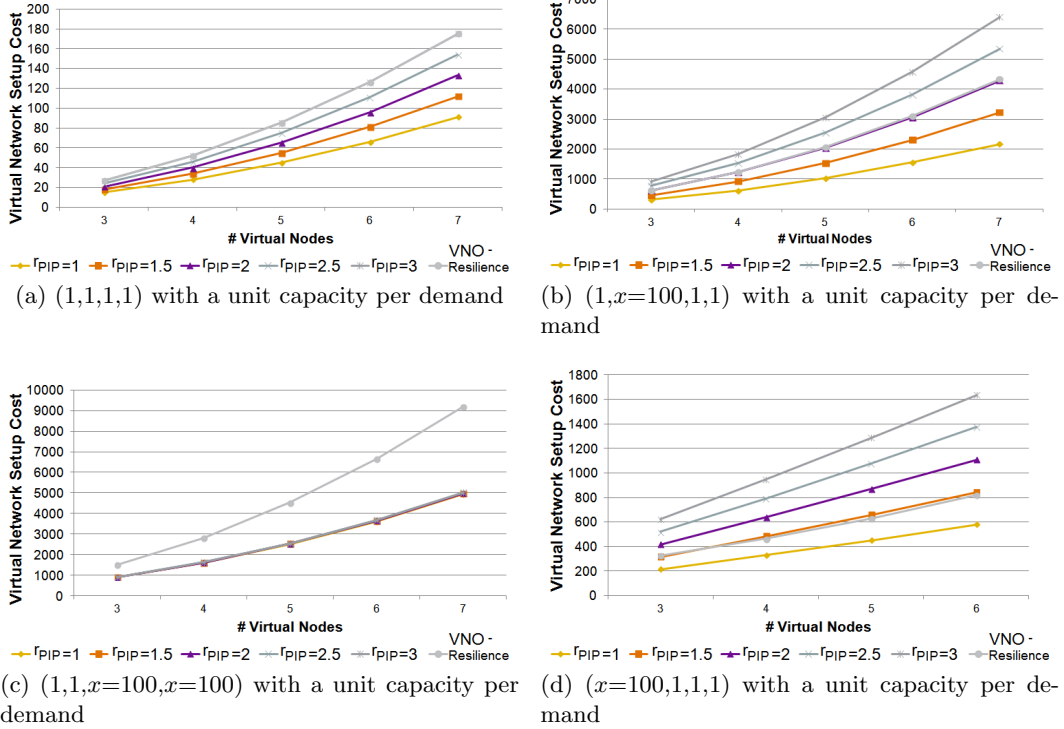 200
180
160
140
120
100
80
60
40
20
0
Virtual Network Setup Cost
3 4 5 6 7
# Virtual Nodes
rPIP=1 rPIP=1.5 rPIP=2 rPIP=2.5 rPIP=3 VNO - Resilience
(a) (1,1,1,1) with a unit capacity per demand
7000
6000
5000
4000
3000
2000
1000
0
Virtual Network Setup Cost
3 4 5 6 7
# Virtual Nodes
rPIP=1 rPIP=1.5 rPIP=2 rPIP=2.5 rPIP=3 VNO - Resilience
(b) (1,x=100,1,1) with a unit capacity per de-
mand
10000
9000
8000
7000
6000
5000
4000
3000
2000
1000
0
Virtual Network Setup Cost
3 4 5 6 7
# Virtual Nodes
rPIP=1 rPIP=1.5 rPIP=2 rPIP=2.5 rPIP=3 VNO - Resilience
(c) (1,1,x=100,x=100) with a unit capacity per
demand
1800
1600
1400
1200
1000
800
600
400
200
0
Virtual Network Setup Cost
3 4 5 6
# Virtual Nodes
rPIP=1 rPIP=1.5 rPIP=2 rPIP=2.5 rPIP=3 VNO - Resilience
(d) (x=100,1,1,1) with a unit capacity per de-
mand